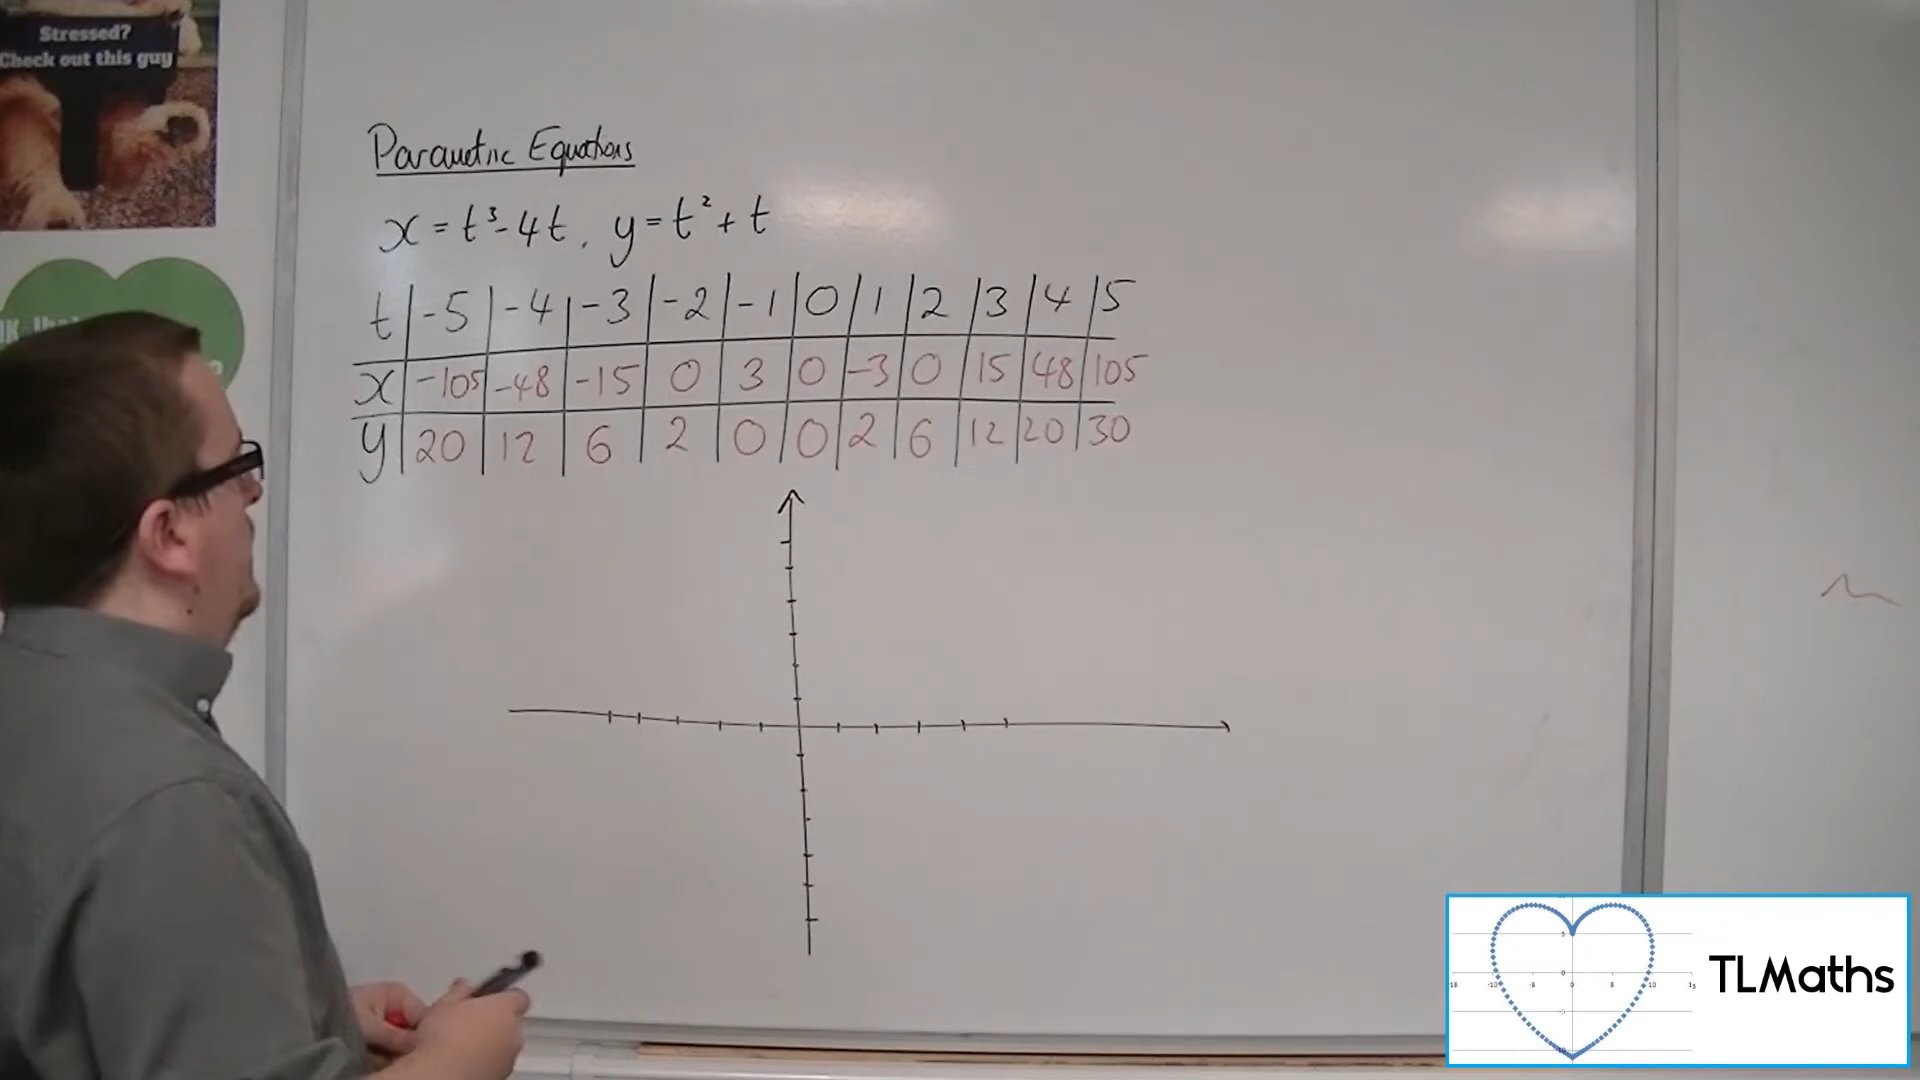 Stressed?
Check out this guy
Parametric Equations
x = t³ - 4t, y = t² + t
t | -5 | -4 | -3 | -2 | -1 | 0 | 1 | 2 | 3 | 4 | 5
x | -105 | -48 | -15 | 0 | 3 | 0 | -3 | 0 | 15 | 48 | 105
y | 20 | 12 | 6 | 2 | 0 | 0 | 2 | 6 | 12 | 20 | 30
TLMaths